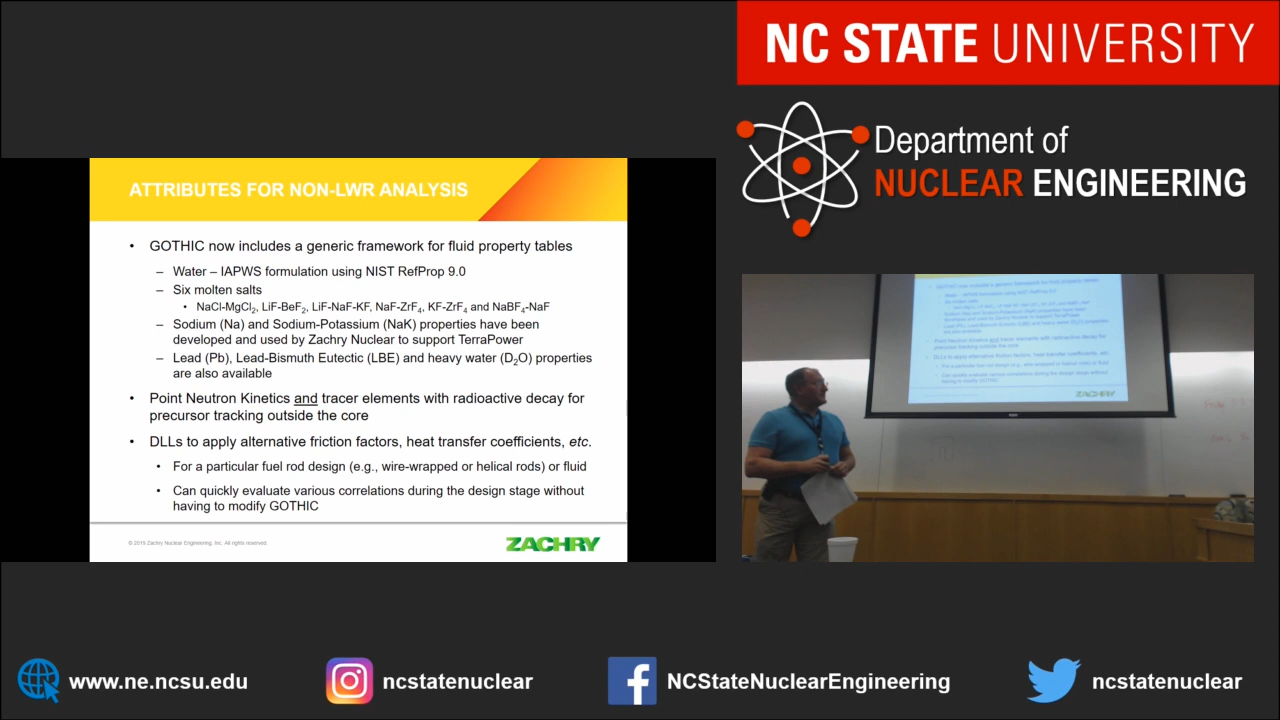 NC STATE UNIVERSITY
Department of
NUCLEAR ENGINEERING
ATTRIBUTES FOR NON-LWR ANALYSIS
• GOTHIC now includes a generic framework for fluid property tables
– Water – IAPWS formulation using NIST RefProp 9.0
– Six molten salts
• NaCl-MgCl₂, LiF-BeF₂, LiF-NaF-KF, NaF-ZrF₄, KF-ZrF₄ and NaBF₄-NaF
– Sodium (Na) and Sodium-Potassium (NaK) properties have been
developed and used by Zachry Nuclear to support TerraPower
– Lead (Pb), Lead-Bismuth Eutectic (LBE) and heavy water (D₂O) properties
are also available
• Point Neutron Kinetics and tracer elements with radioactive decay for
precursor tracking outside the core
• DLLs to apply alternative friction factors, heat transfer coefficients, etc.
• For a particular fuel rod design (e.g., wire-wrapped or helical rods) or fluid
• Can quickly evaluate various correlations during the design stage without
having to modify GOTHIC
© 2019 Zachry Nuclear Engineering, Inc. All rights reserved.
ZACHRY
www.ne.ncsu.edu
ncstatenuclear
NCStateNuclearEngineering
ncstatenuclear